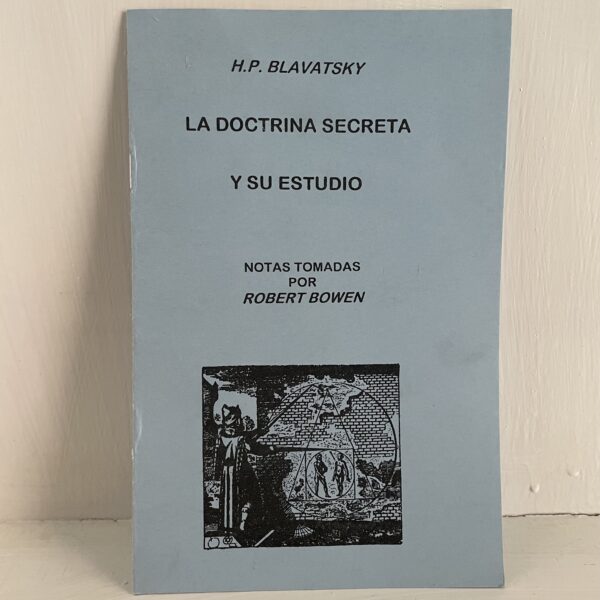 H.P. BLAVATSKY
LA DOCTRINA SECRETA
Y SU ESTUDIO
NOTAS TOMADAS
POR
ROBERT BOWEN